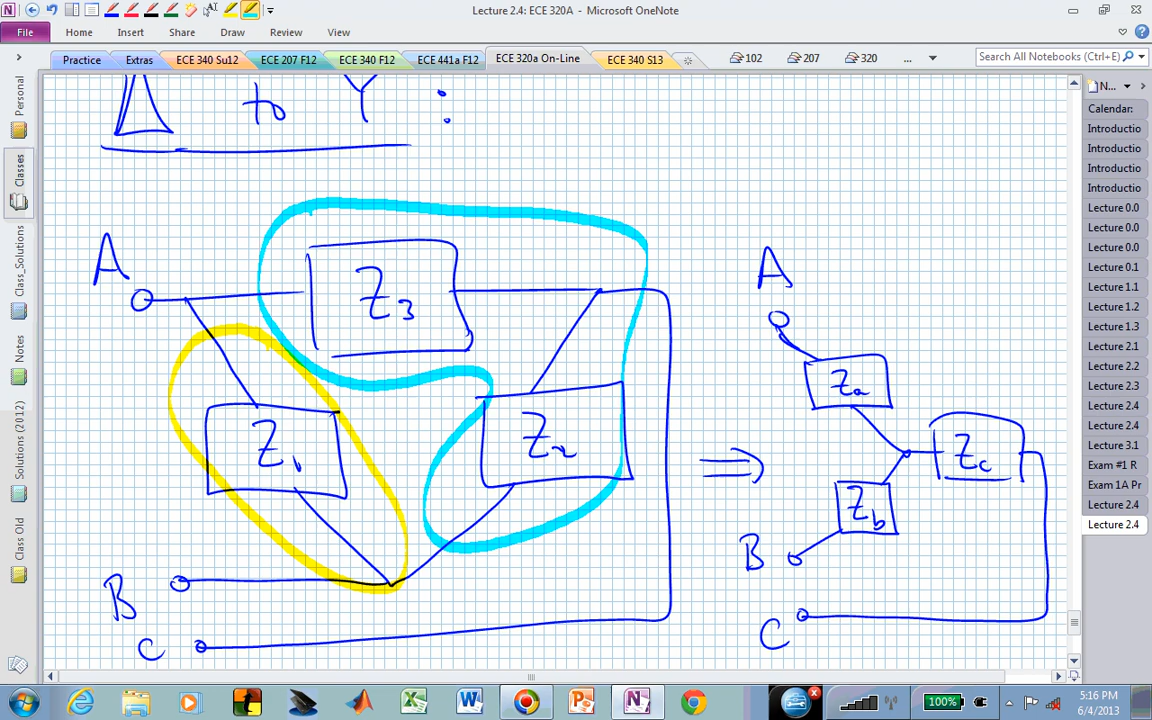 Lecture 2.4: ECE 320A - Microsoft OneNote
File Home Insert Share Draw Review View
Practice Extras ECE 340 Su12 ECE 207 F12 ECE 340 F12 ECE 441a F12 ECE 320a On-Line ECE 340 S13 102 207 320 ... Search All Notebooks (Ctrl+E)
Personal
Classes
Class_Solutions
Notes
Solutions (2012)
Class Old
Δ to Y :
A
Z3
Z1
Z2
B
C
⇒
A
Za
Zc
Zb
B
C
N...
Calendar:
Introductio
Introductio
Introductio
Introductio
Lecture 0.0
Lecture 0.0
Lecture 0.0
Lecture 0.1
Lecture 1.1
Lecture 1.2
Lecture 1.3
Lecture 2.1
Lecture 2.2
Lecture 2.3
Lecture 2.4
Lecture 2.4
Lecture 3.1
Exam #1 R
Exam 1A Pr
Lecture 2.4
Lecture 2.4
100%
5:16 PM
6/4/2013